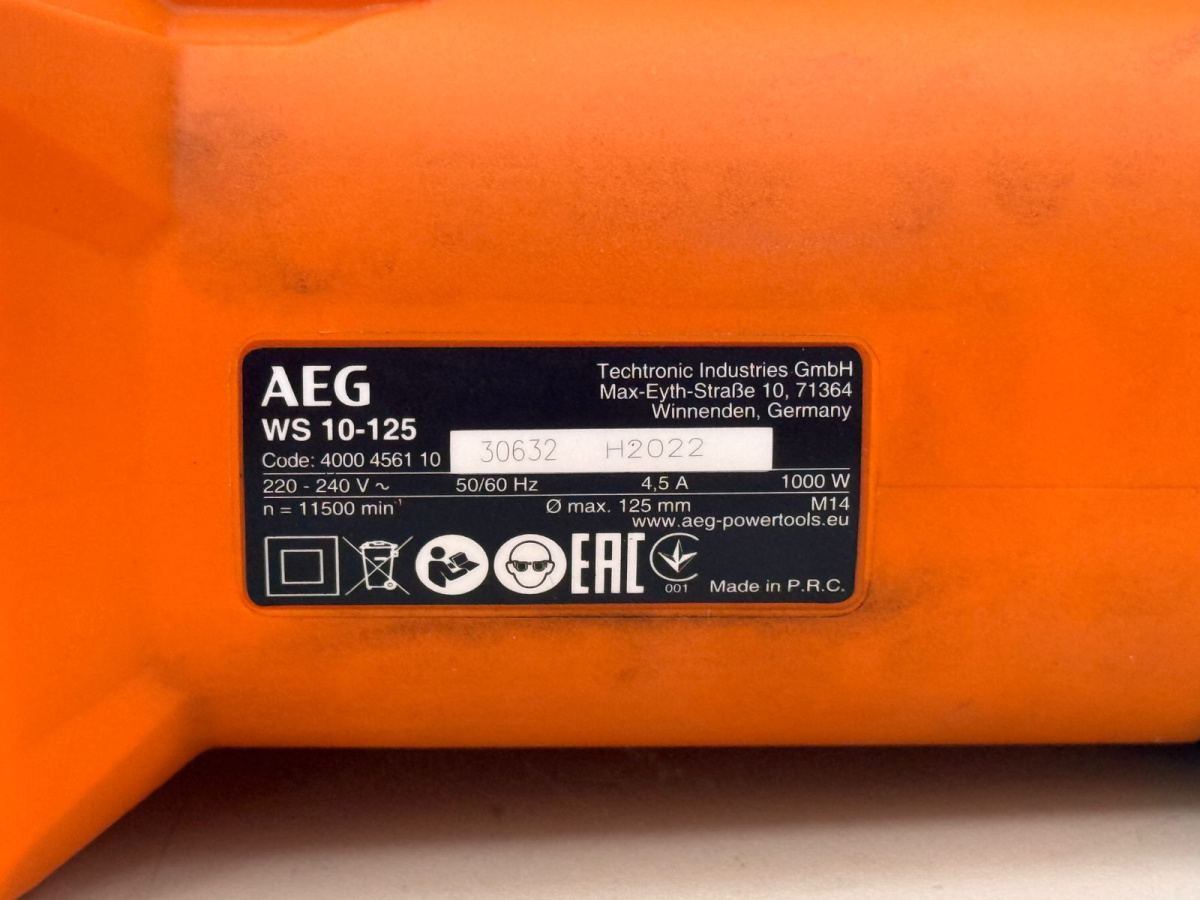 AEG
Techtronic Industries GmbH
Max-Eyth-Straße 10, 71364
Winnenden, Germany
WS 10-125
Code: 4000 4561 10
30632 H2022
220 - 240 V ~ 50/60 Hz 4,5 A 1000 W
n = 11500 min⁻¹ Ø max. 125 mm M14
www.aeg-powertools.eu
EAC
001
Made in P.R.C.